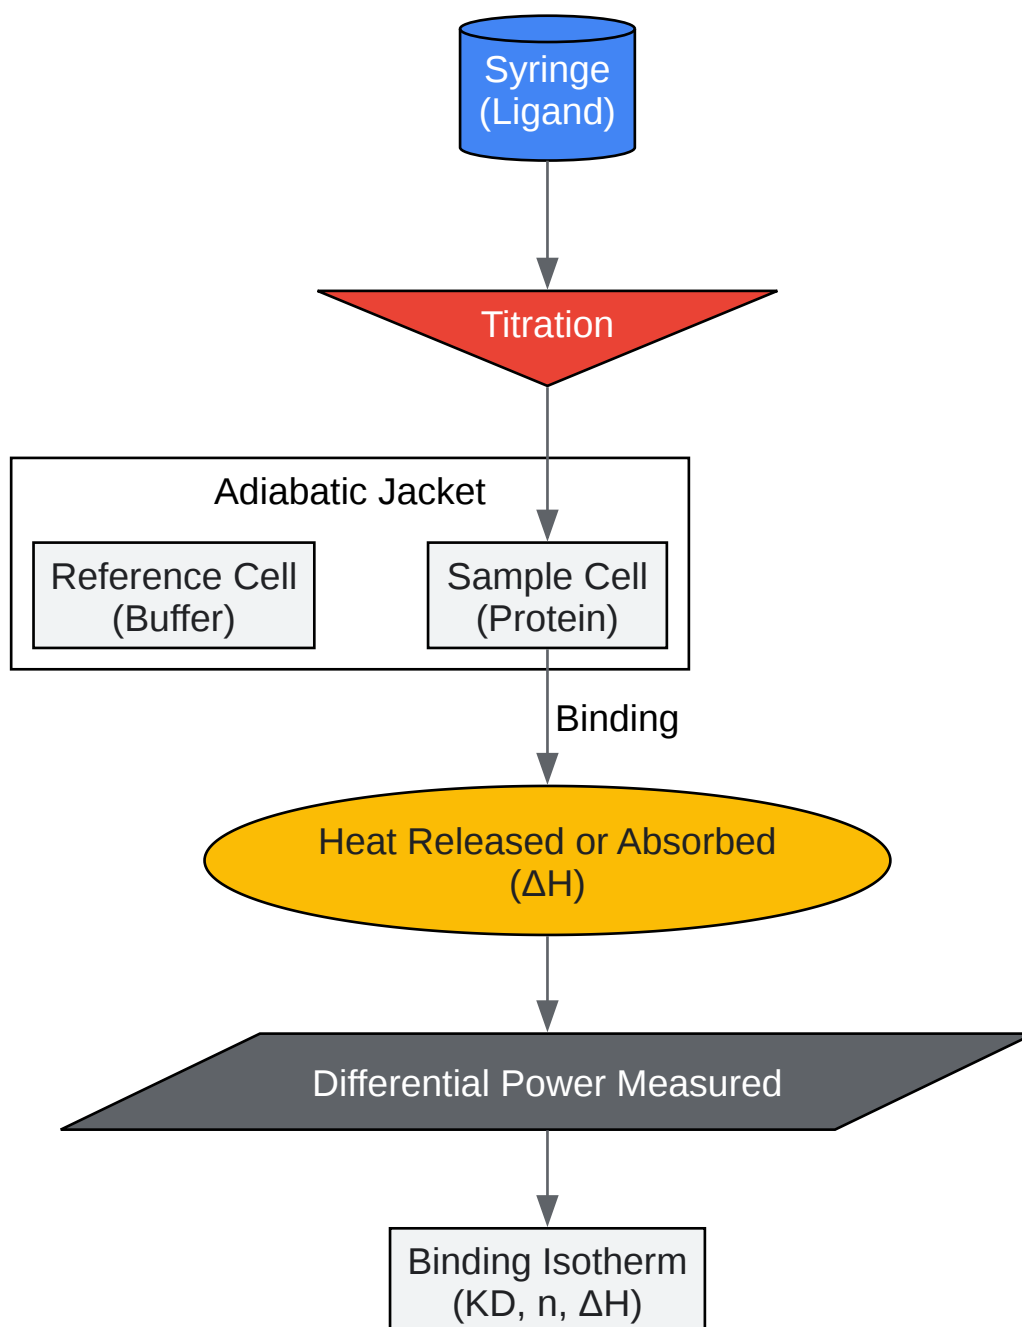 Syringe
(Ligand)
Titration
Adiabatic Jacket
Reference Cell
(Buffer)
Sample Cell
(Protein)
Binding
Heat Released or Absorbed
(ΔH)
Differential Power Measured
Binding Isotherm
(KD, n, ΔH)